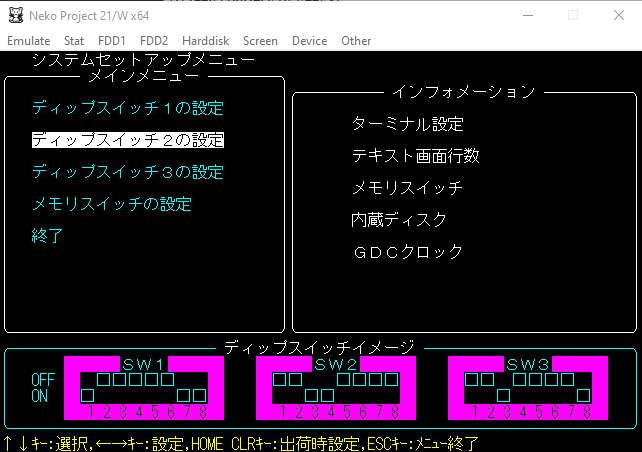 Neko Project 21/W x64
Emulate Stat FDD1 FDD2 Harddisk Screen Device Other
システムセットアップメニュー
メインメニュー
ディップスイッチ１の設定
ディップスイッチ２の設定
ディップスイッチ３の設定
メモリスイッチの設定
終了
インフォメーション
ターミナル設定
テキスト画面行数
メモリスイッチ
内蔵ディスク
ＧＤＣクロック
ディップスイッチイメージ
ＳＷ１ ＳＷ２ ＳＷ３
OFF
ON
1 2 3 4 5 6 7 8 1 2 3 4 5 6 7 8 1 2 3 4 5 6 7 8
↑↓ｷｰ:選択,←→ｷｰ:設定,HOME CLRｷｰ:出荷時設定,ESCｷｰ:ﾒﾆｭｰ終了